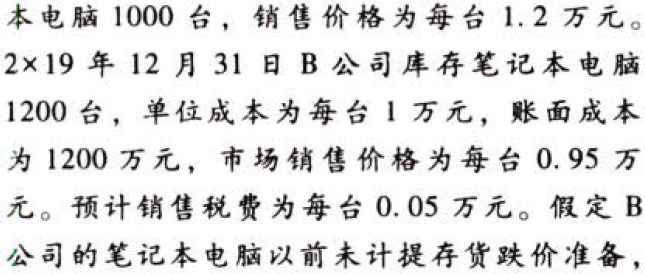 本电脑 1000 台，销售价格为每台 1.2 万元。
2×19 年 12 月 31 日 B 公司库存笔记本电脑
1200 台，单位成本为每台 1 万元，账面成本
为 1200 万元，市场销售价格为每台 0.95 万
元。预计销售税费为每台 0.05 万元。假定 B
公司的笔记本电脑以前未计提存货跌价准备，